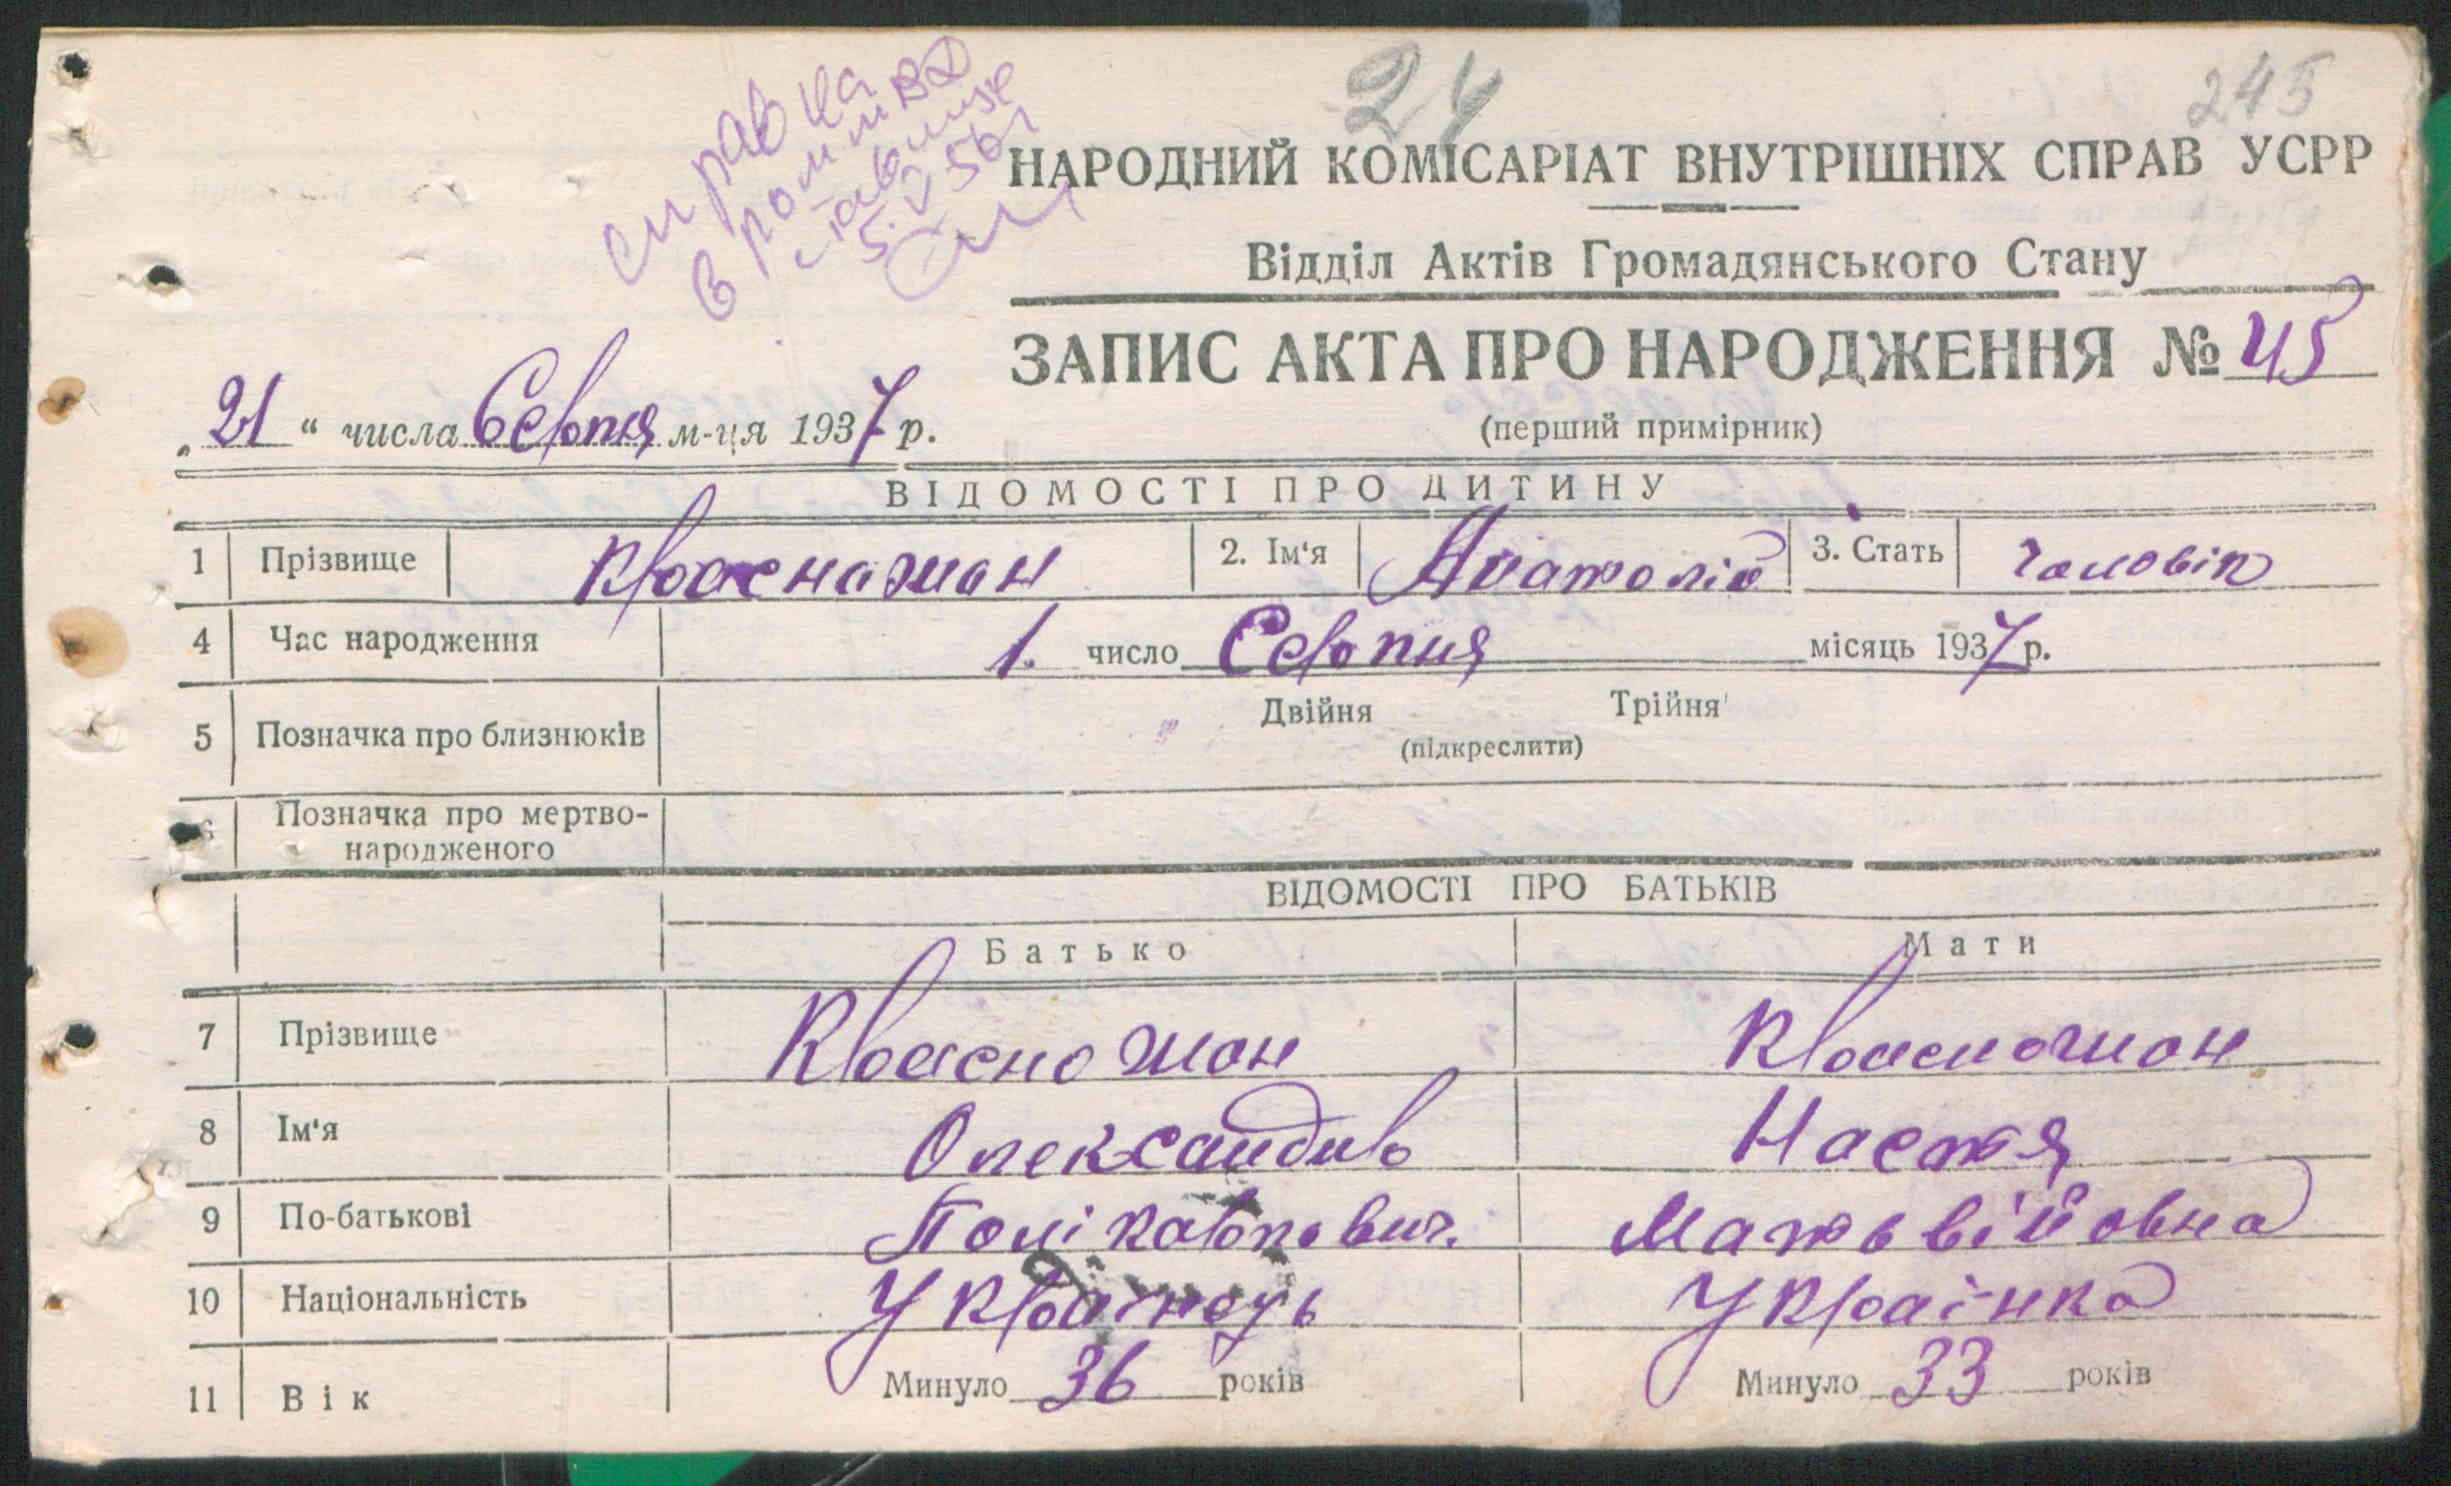 24
245
справка
в
5.V 56 г
НАРОДНИЙ КОМІСАРІАТ ВНУТРІШНІХ СПРАВ УСРР
Відділ Актів Громадянського Стану
ЗАПИС АКТА ПРО НАРОДЖЕННЯ № 45
„21“ числа Серпня м-ця 1937 р.
(перший примірник)
ВІДОМОСТІ ПРО ДИТИНУ
1 Прізвище Красножон 2. Ім'я Анатолій 3. Стать Чоловік
4 Час народження 1. число Серпня місяць 1937 р.
5 Позначка про близнюків Двійня Трійня
(підкреслити)
6 Позначка про мертво-
народженого
ВІДОМОСТІ ПРО БАТЬКІВ
Батько Мати
7 Прізвище Красножон Красножон
8 Ім'я Олександр Настя
9 По-батькові Полікарпович. Матьвійовна
10 Національність Українець Українка
11 Вік Минуло 36 років Минуло 33 років